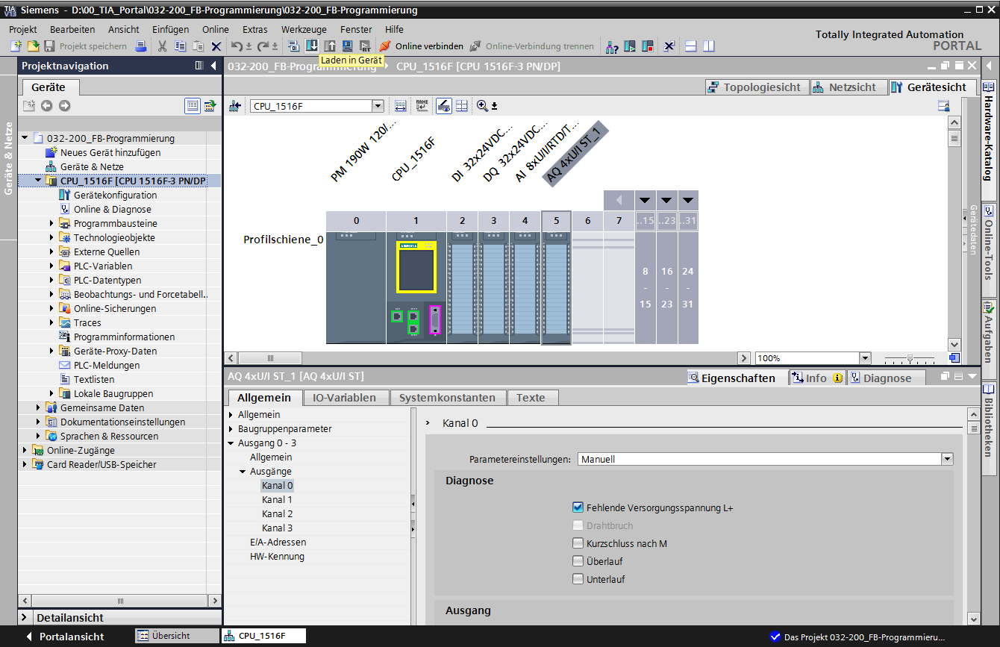 Siemens - D:\00_TIA_Portal\032-200_FB-Programmierung\032-200_FB-Programmierung
Projekt Bearbeiten Ansicht Einfügen Online Extras Werkzeuge Fenster Hilfe
Totally Integrated Automation
PORTAL
Projekt speichern
Online verbinden
Online-Verbindung trennen
Laden in Gerät
Projektnavigation
032-200_FB-Programmierung
CPU_1516F [CPU 1516F-3 PN/DP]
Geräte
Topologiesicht
Netzsicht
Gerätesicht
Geräte & Netze
032-200_FB-Programmierung
Neues Gerät hinzufügen
Geräte & Netze
CPU_1516F [CPU 1516F-3 PN/DP]
Gerätekonfiguration
Online & Diagnose
Programmbausteine
Technologieobjekte
Externe Quellen
PLC-Variablen
PLC-Datentypen
Beobachtungs- und Forcetabell..
Online-Sicherungen
Traces
Programminformationen
Geräte-Proxy-Daten
PLC-Meldungen
Textlisten
Lokale Baugruppen
Gemeinsame Daten
Dokumentationseinstellungen
Sprachen & Ressourcen
Online-Zugänge
Card Reader/USB-Speicher
Detailansicht
CPU_1516F
NAME
PM 190W 120/...
CPU_1516F
DI 32x24VDC...
DQ 32x24VDC...
AI 8xU/I/RTD/T...
AQ 4xU/I ST_1
0 1 2 3 4 5 6 7 ..15 ..23 ..31
Profilschiene_0
SIEMENS
8 16 24
- - -
15 23 31
100%
Gerätedaten
Hardware-Katalog
Online-Tools
Aufgaben
Bibliotheken
AQ 4xU/I ST_1 [AQ 4xU/I ST]
Eigenschaften
Info
Diagnose
Allgemein
IO-Variablen
Systemkonstanten
Texte
Allgemein
Baugruppenparameter
Ausgang 0 - 3
Allgemein
Ausgänge
Kanal 0
Kanal 1
Kanal 2
Kanal 3
E/A-Adressen
HW-Kennung
Kanal 0
Parametereinstellungen: Manuell
Diagnose
Fehlende Versorgungsspannung L+
Drahtbruch
Kurzschluss nach M
Überlauf
Unterlauf
Ausgang
Portalansicht
Übersicht
CPU_1516F
Das Projekt 032-200_FB-Programmieru...